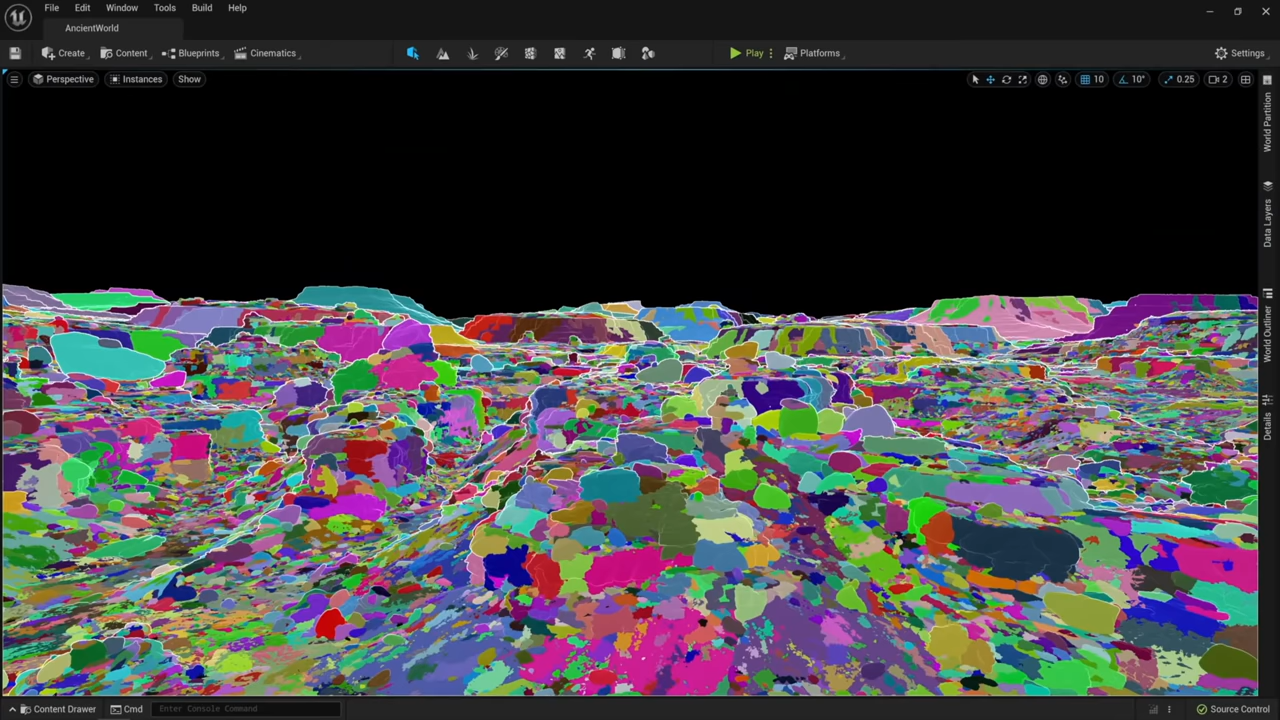 File Edit Window Tools Build Help
AncientWorld
Create Content Blueprints Cinematics Play Platforms Settings
Perspective Instances Show 10 10° 0.25 2
World Partition
Data Layers
World Outliner
Details
Content Drawer Cmd Enter Console Command Source Control